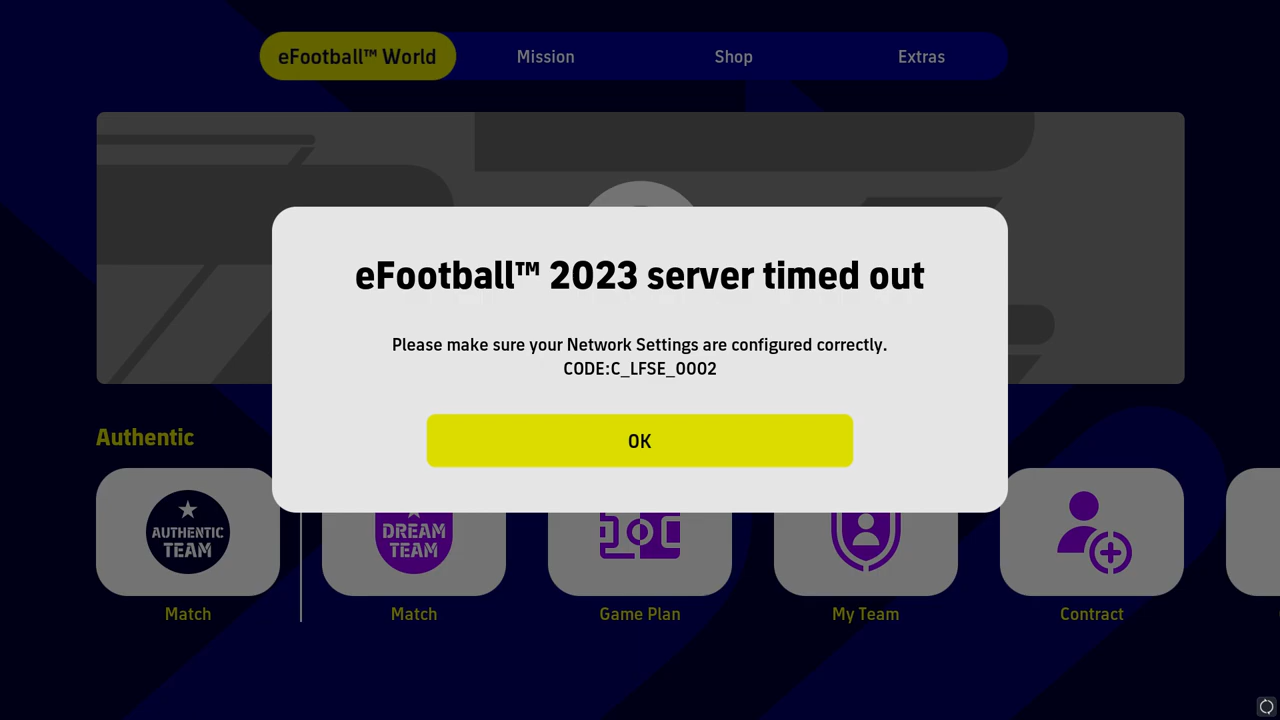 eFootball™ World
Mission
Shop
Extras
eFootball™ 2023 server timed out
Please make sure your Network Settings are configured correctly.
CODE:C_LFSE_0002
OK
Authentic
AUTHENTIC
TEAM
DREAM
TEAM
Match
Match
Game Plan
My Team
Contract